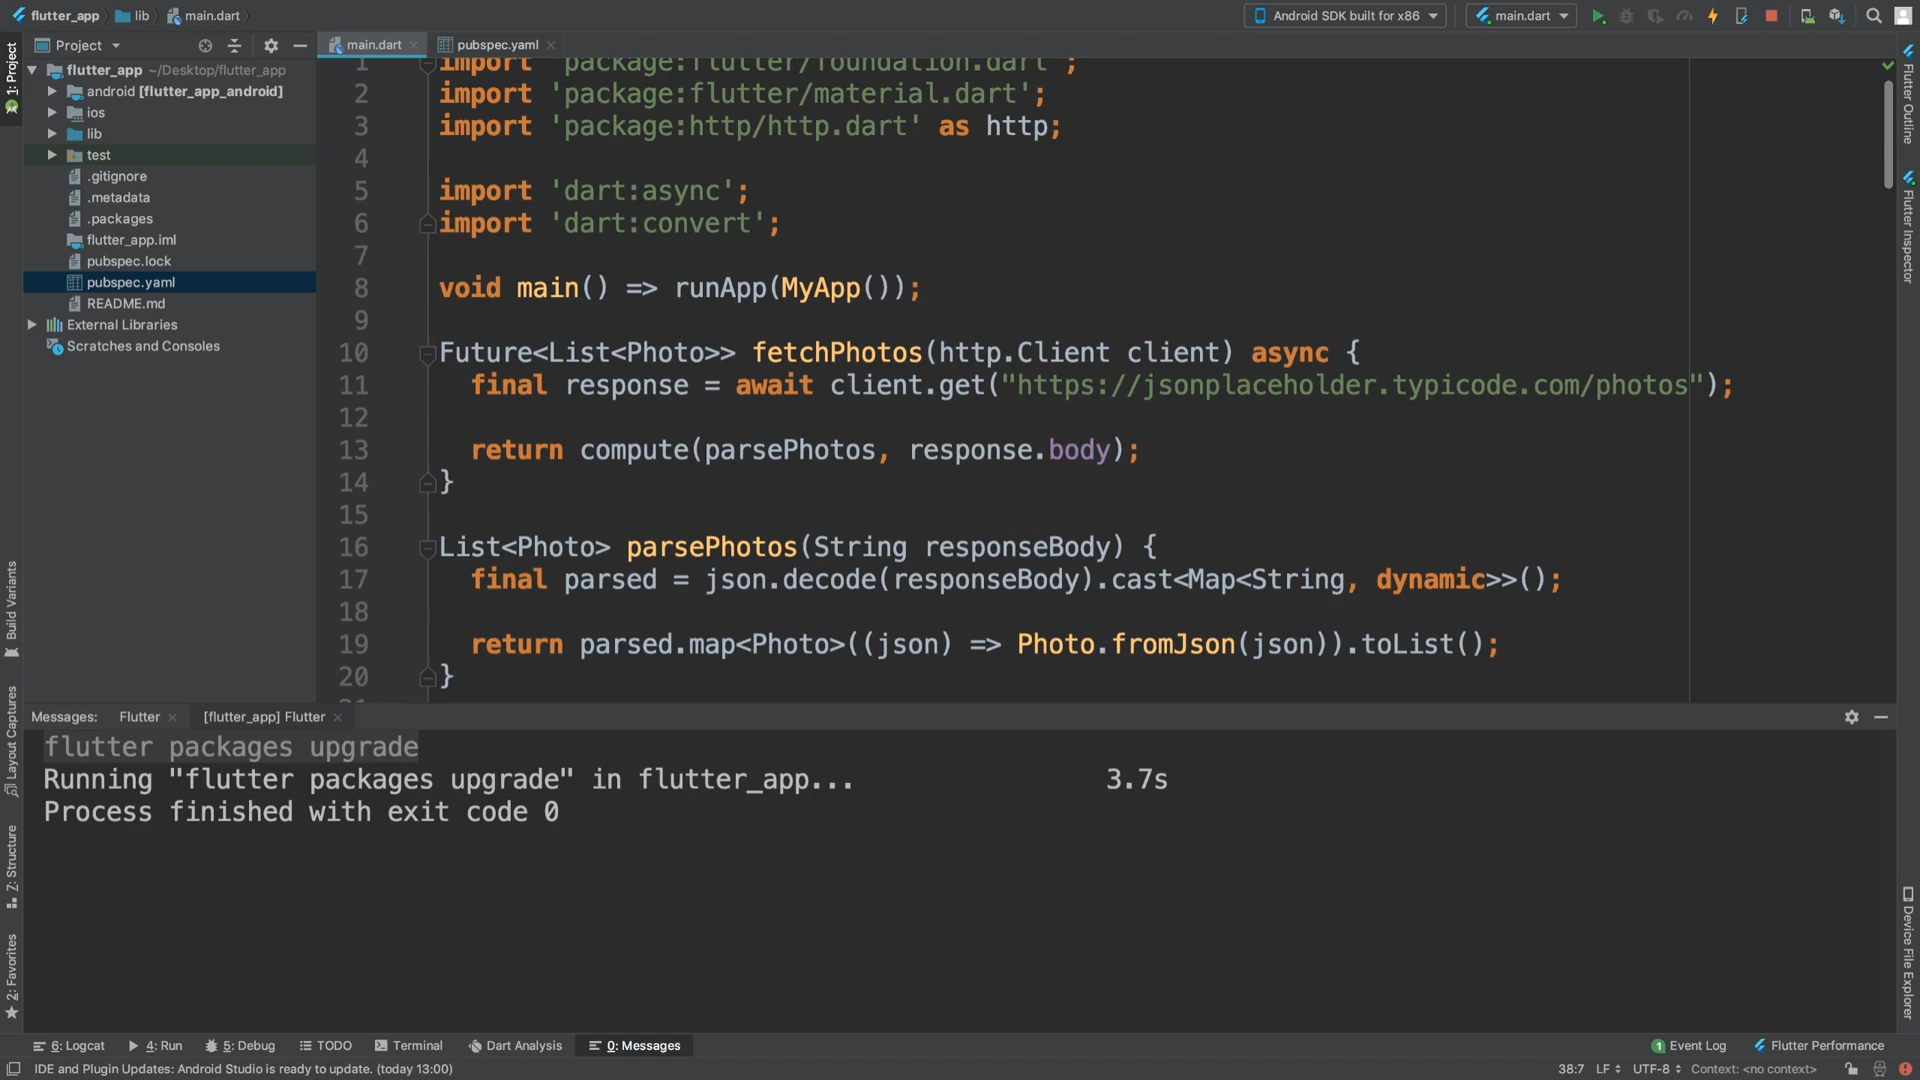 flutter_app
lib
main.dart
Android SDK built for x86
main.dart
1: Project
Project
flutter_app ~/Desktop/flutter_app
android [flutter_app_android]
ios
lib
test
.gitignore
.metadata
.packages
flutter_app.iml
pubspec.lock
pubspec.yaml
README.md
External Libraries
Scratches and Consoles
Build Variants
Layout Captures
Z: Structure
2: Favorites
main.dart
pubspec.yaml
1 import 'package:flutter/foundation.dart';
2 import 'package:flutter/material.dart';
3 import 'package:http/http.dart' as http;
4
5 import 'dart:async';
6 import 'dart:convert';
7
8 void main() => runApp(MyApp());
9
10 Future<List<Photo>> fetchPhotos(http.Client client) async {
11 final response = await client.get("https://jsonplaceholder.typicode.com/photos");
12
13 return compute(parsePhotos, response.body);
14 }
15
16 List<Photo> parsePhotos(String responseBody) {
17 final parsed = json.decode(responseBody).cast<Map<String, dynamic>>();
18
19 return parsed.map<Photo>((json) => Photo.fromJson(json)).toList();
20 }
Flutter Outline
Flutter Inspector
Device File Explorer
Messages: Flutter [flutter_app] Flutter
flutter packages upgrade
Running "flutter packages upgrade" in flutter_app... 3.7s
Process finished with exit code 0
6: Logcat 4: Run 5: Debug TODO Terminal Dart Analysis 0: Messages 1 Event Log Flutter Performance
IDE and Plugin Updates: Android Studio is ready to update. (today 13:00) 38:7 LF UTF-8 Context: <no context>